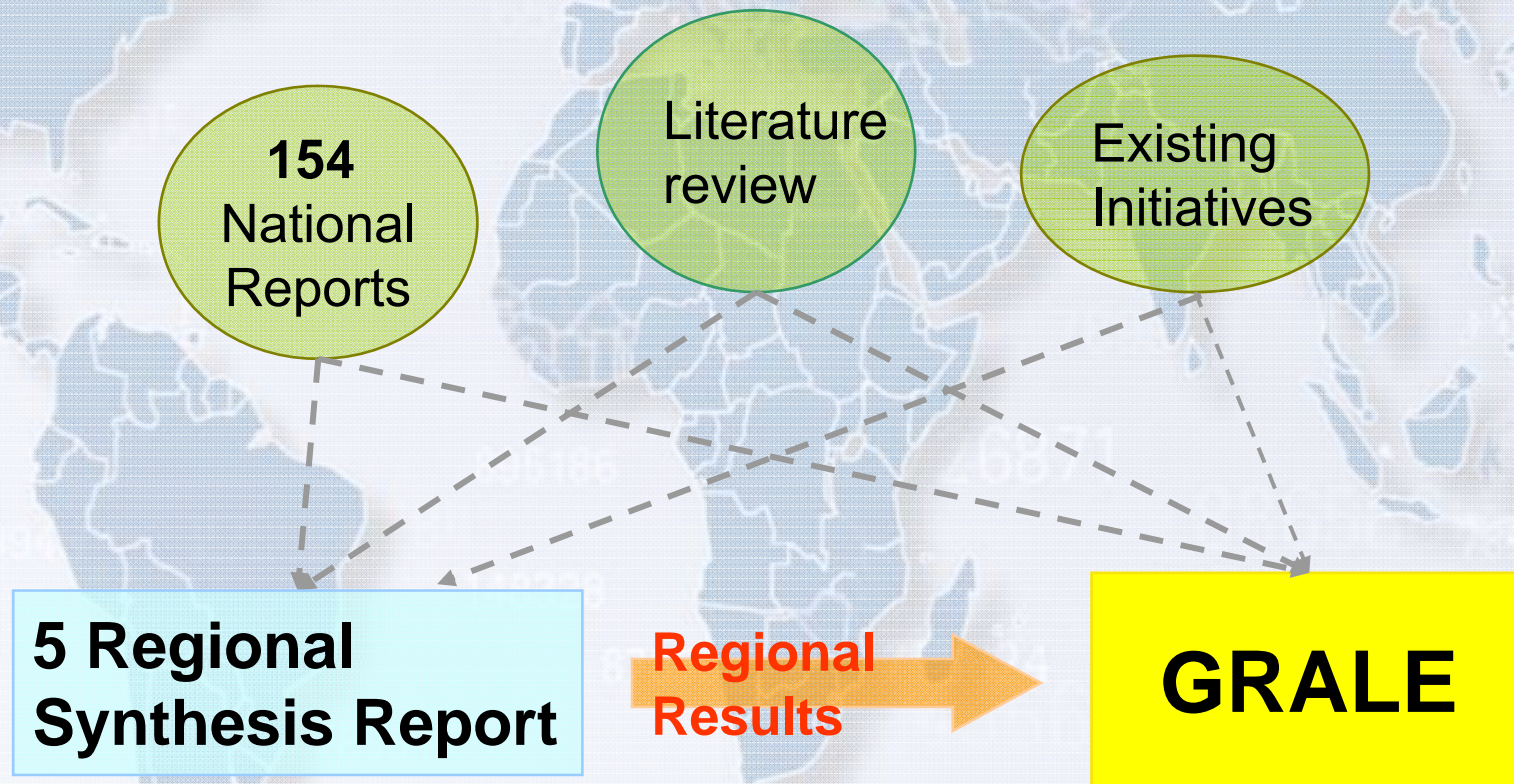 154
National
Reports
Literature
review
Existing
Initiatives
5 Regional
Synthesis Report
Regional
Results
GRALE